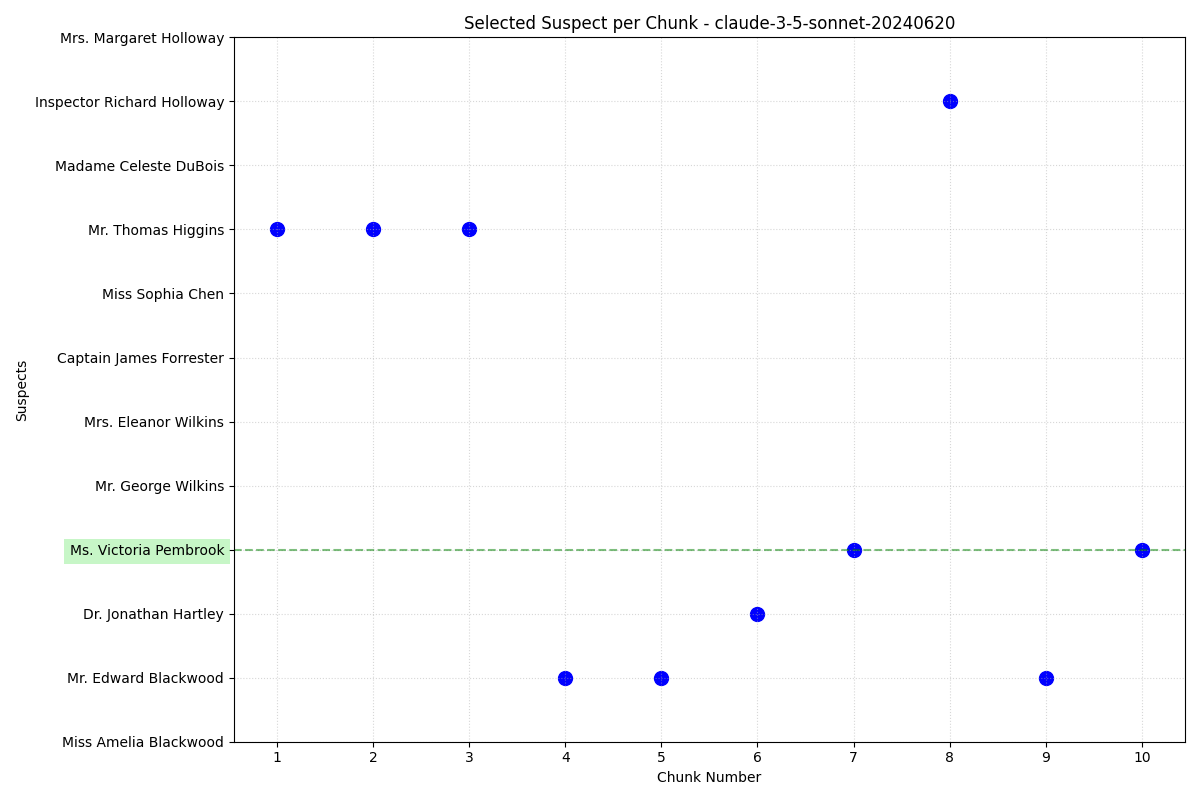 Selected Suspect per Chunk - claude-3-5-sonnet-20240620
Mrs. Margaret Holloway
Inspector Richard Holloway
Madame Celeste DuBois
Mr. Thomas Higgins
Miss Sophia Chen
Captain James Forrester
Mrs. Eleanor Wilkins
Mr. George Wilkins
Ms. Victoria Pembrook
Dr. Jonathan Hartley
Mr. Edward Blackwood
Miss Amelia Blackwood
Suspects
1 2 3 4 5 6 7 8 9 10
Chunk Number